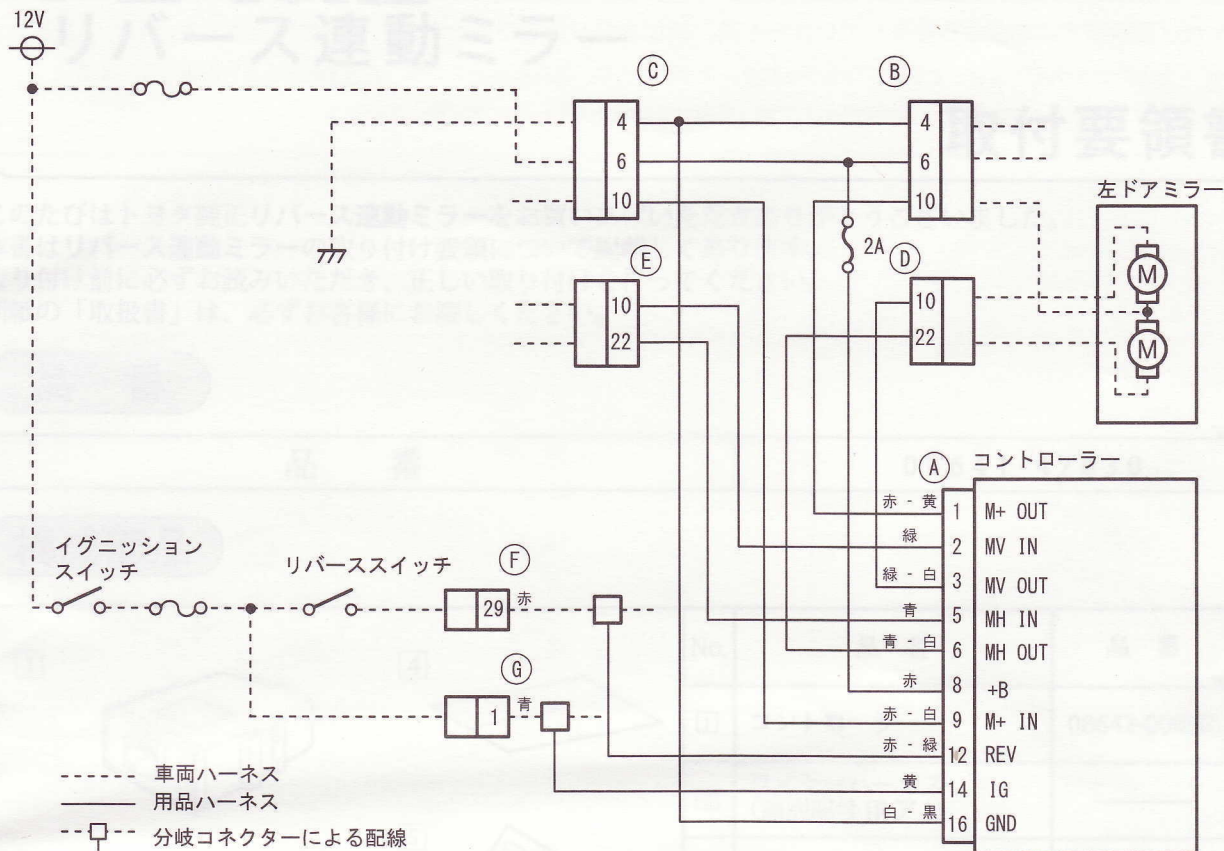 12V
リバース連動ミラー
取付要領書
Ⓒ
Ⓑ
4
6
10
4
6
10
左ドアミラー
2A
Ⓔ
Ⓓ
10
22
10
22
M
M
Ⓐ
コントローラー
品 番
赤 - 黄
1
M+ OUT
緑
2
MV IN
緑 - 白
3
MV OUT
青
5
MH IN
青 - 白
6
MH OUT
赤
8
+B
赤 - 白
9
M+ IN
赤 - 緑
12
REV
黄
14
IG
白 - 黒
16
GND
イグニッション
スイッチ
リバーススイッチ
Ⓕ
29
赤
Ⓖ
1
青
車両ハーネス
用品ハーネス
分岐コネクターによる配線